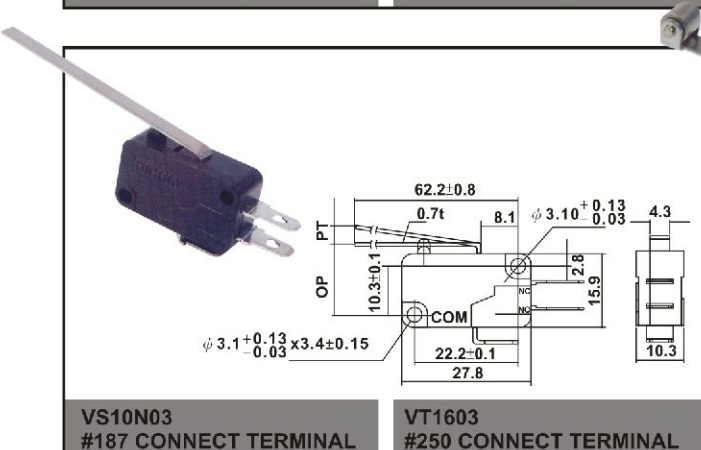 62.2±0.8
0.7t
8.1
ψ 3.10 +0.13 -0.03
4.3
PT
OP
10.3±0.1
2.8
15.9
NC
NO
COM
ψ 3.1 +0.13 -0.03 x3.4±0.15
22.2±0.1
27.8
10.3
VS10N03
#187 CONNECT TERMINAL
VT1603
#250 CONNECT TERMINAL